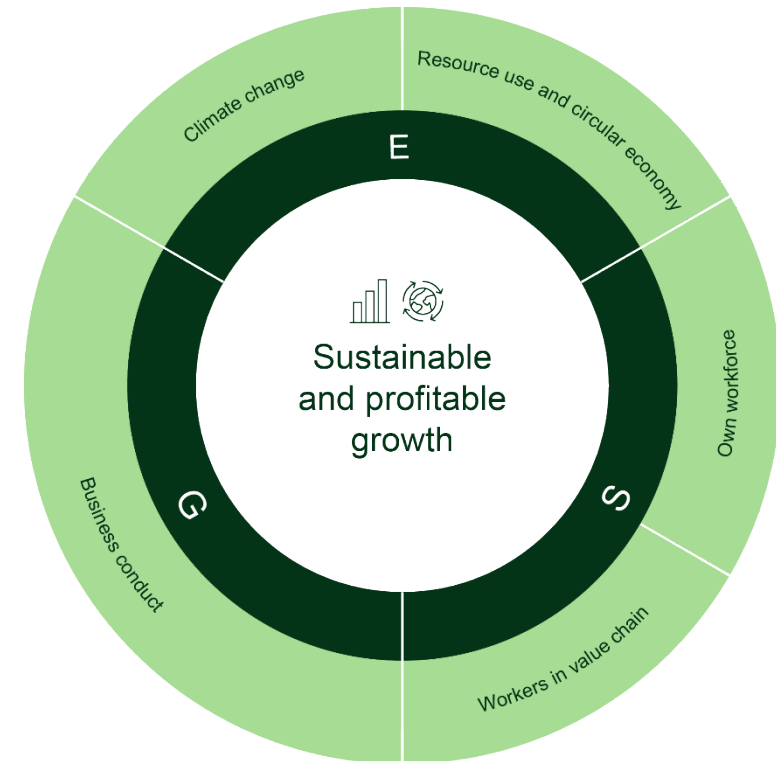 Climate change
Resource use and circular economy
E
Sustainable
and profitable
growth
Own workforce
G
S
Business conduct
Workers in value chain